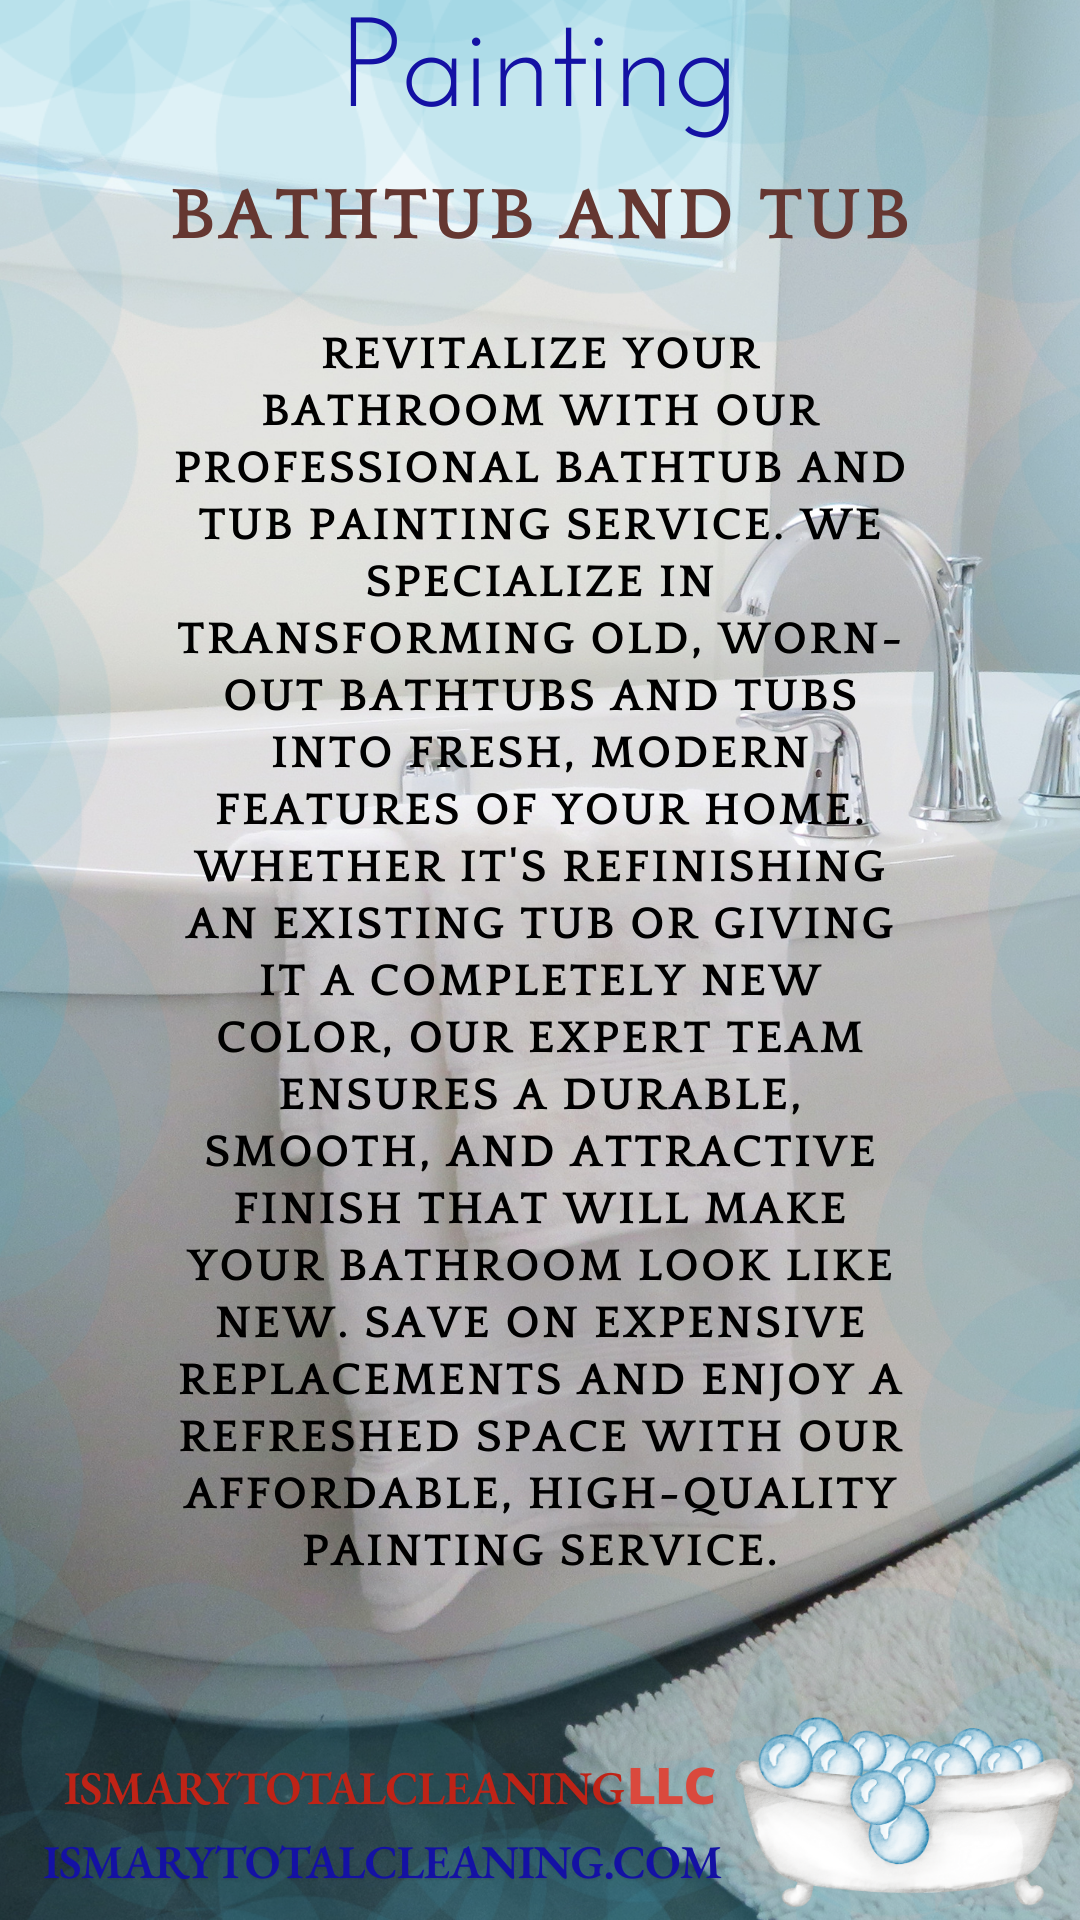 Painting
BATHTUB AND TUB
REVITALIZE YOUR
BATHROOM WITH OUR
PROFESSIONAL BATHTUB AND
TUB PAINTING SERVICE. WE
SPECIALIZE IN
TRANSFORMING OLD, WORN-
OUT BATHTUBS AND TUBS
INTO FRESH, MODERN
FEATURES OF YOUR HOME.
WHETHER IT'S REFINISHING
AN EXISTING TUB OR GIVING
IT A COMPLETELY NEW
COLOR, OUR EXPERT TEAM
ENSURES A DURABLE,
SMOOTH, AND ATTRACTIVE
FINISH THAT WILL MAKE
YOUR BATHROOM LOOK LIKE
NEW. SAVE ON EXPENSIVE
REPLACEMENTS AND ENJOY A
REFRESHED SPACE WITH OUR
AFFORDABLE, HIGH-QUALITY
PAINTING SERVICE.
ISMARYTOTALCLEANINGLLC
ISMARYTOTALCLEANING.COM